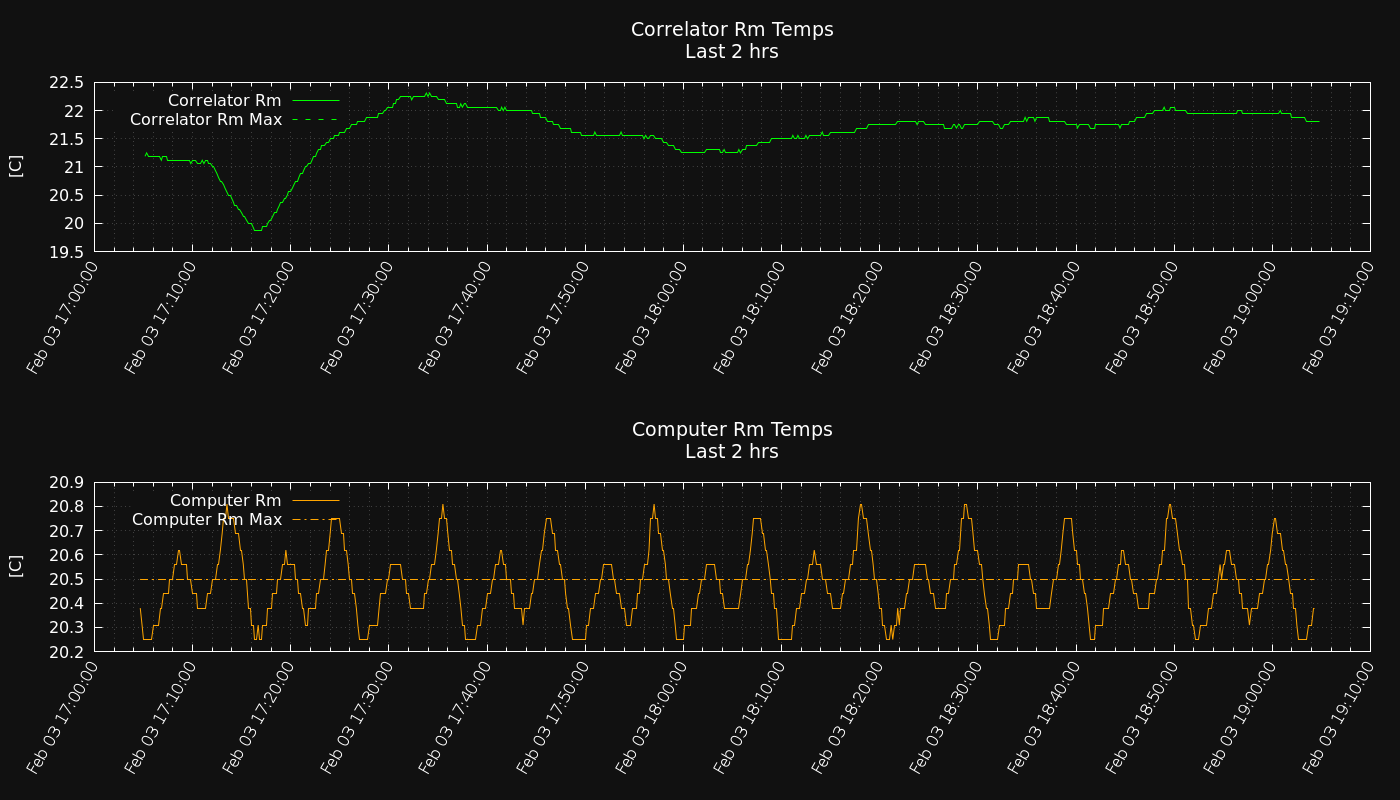 Correlator Rm Temps
Last 2 hrs
22.5
22
21.5
21
20.5
20
19.5
[C]
Correlator Rm
Correlator Rm Max
Feb 03 17:00:00
Feb 03 17:10:00
Feb 03 17:20:00
Feb 03 17:30:00
Feb 03 17:40:00
Feb 03 17:50:00
Feb 03 18:00:00
Feb 03 18:10:00
Feb 03 18:20:00
Feb 03 18:30:00
Feb 03 18:40:00
Feb 03 18:50:00
Feb 03 19:00:00
Feb 03 19:10:00
Computer Rm Temps
Last 2 hrs
20.9
20.8
20.7
20.6
20.5
20.4
20.3
20.2
[C]
Computer Rm
Computer Rm Max
Feb 03 17:00:00
Feb 03 17:10:00
Feb 03 17:20:00
Feb 03 17:30:00
Feb 03 17:40:00
Feb 03 17:50:00
Feb 03 18:00:00
Feb 03 18:10:00
Feb 03 18:20:00
Feb 03 18:30:00
Feb 03 18:40:00
Feb 03 18:50:00
Feb 03 19:00:00
Feb 03 19:10:00